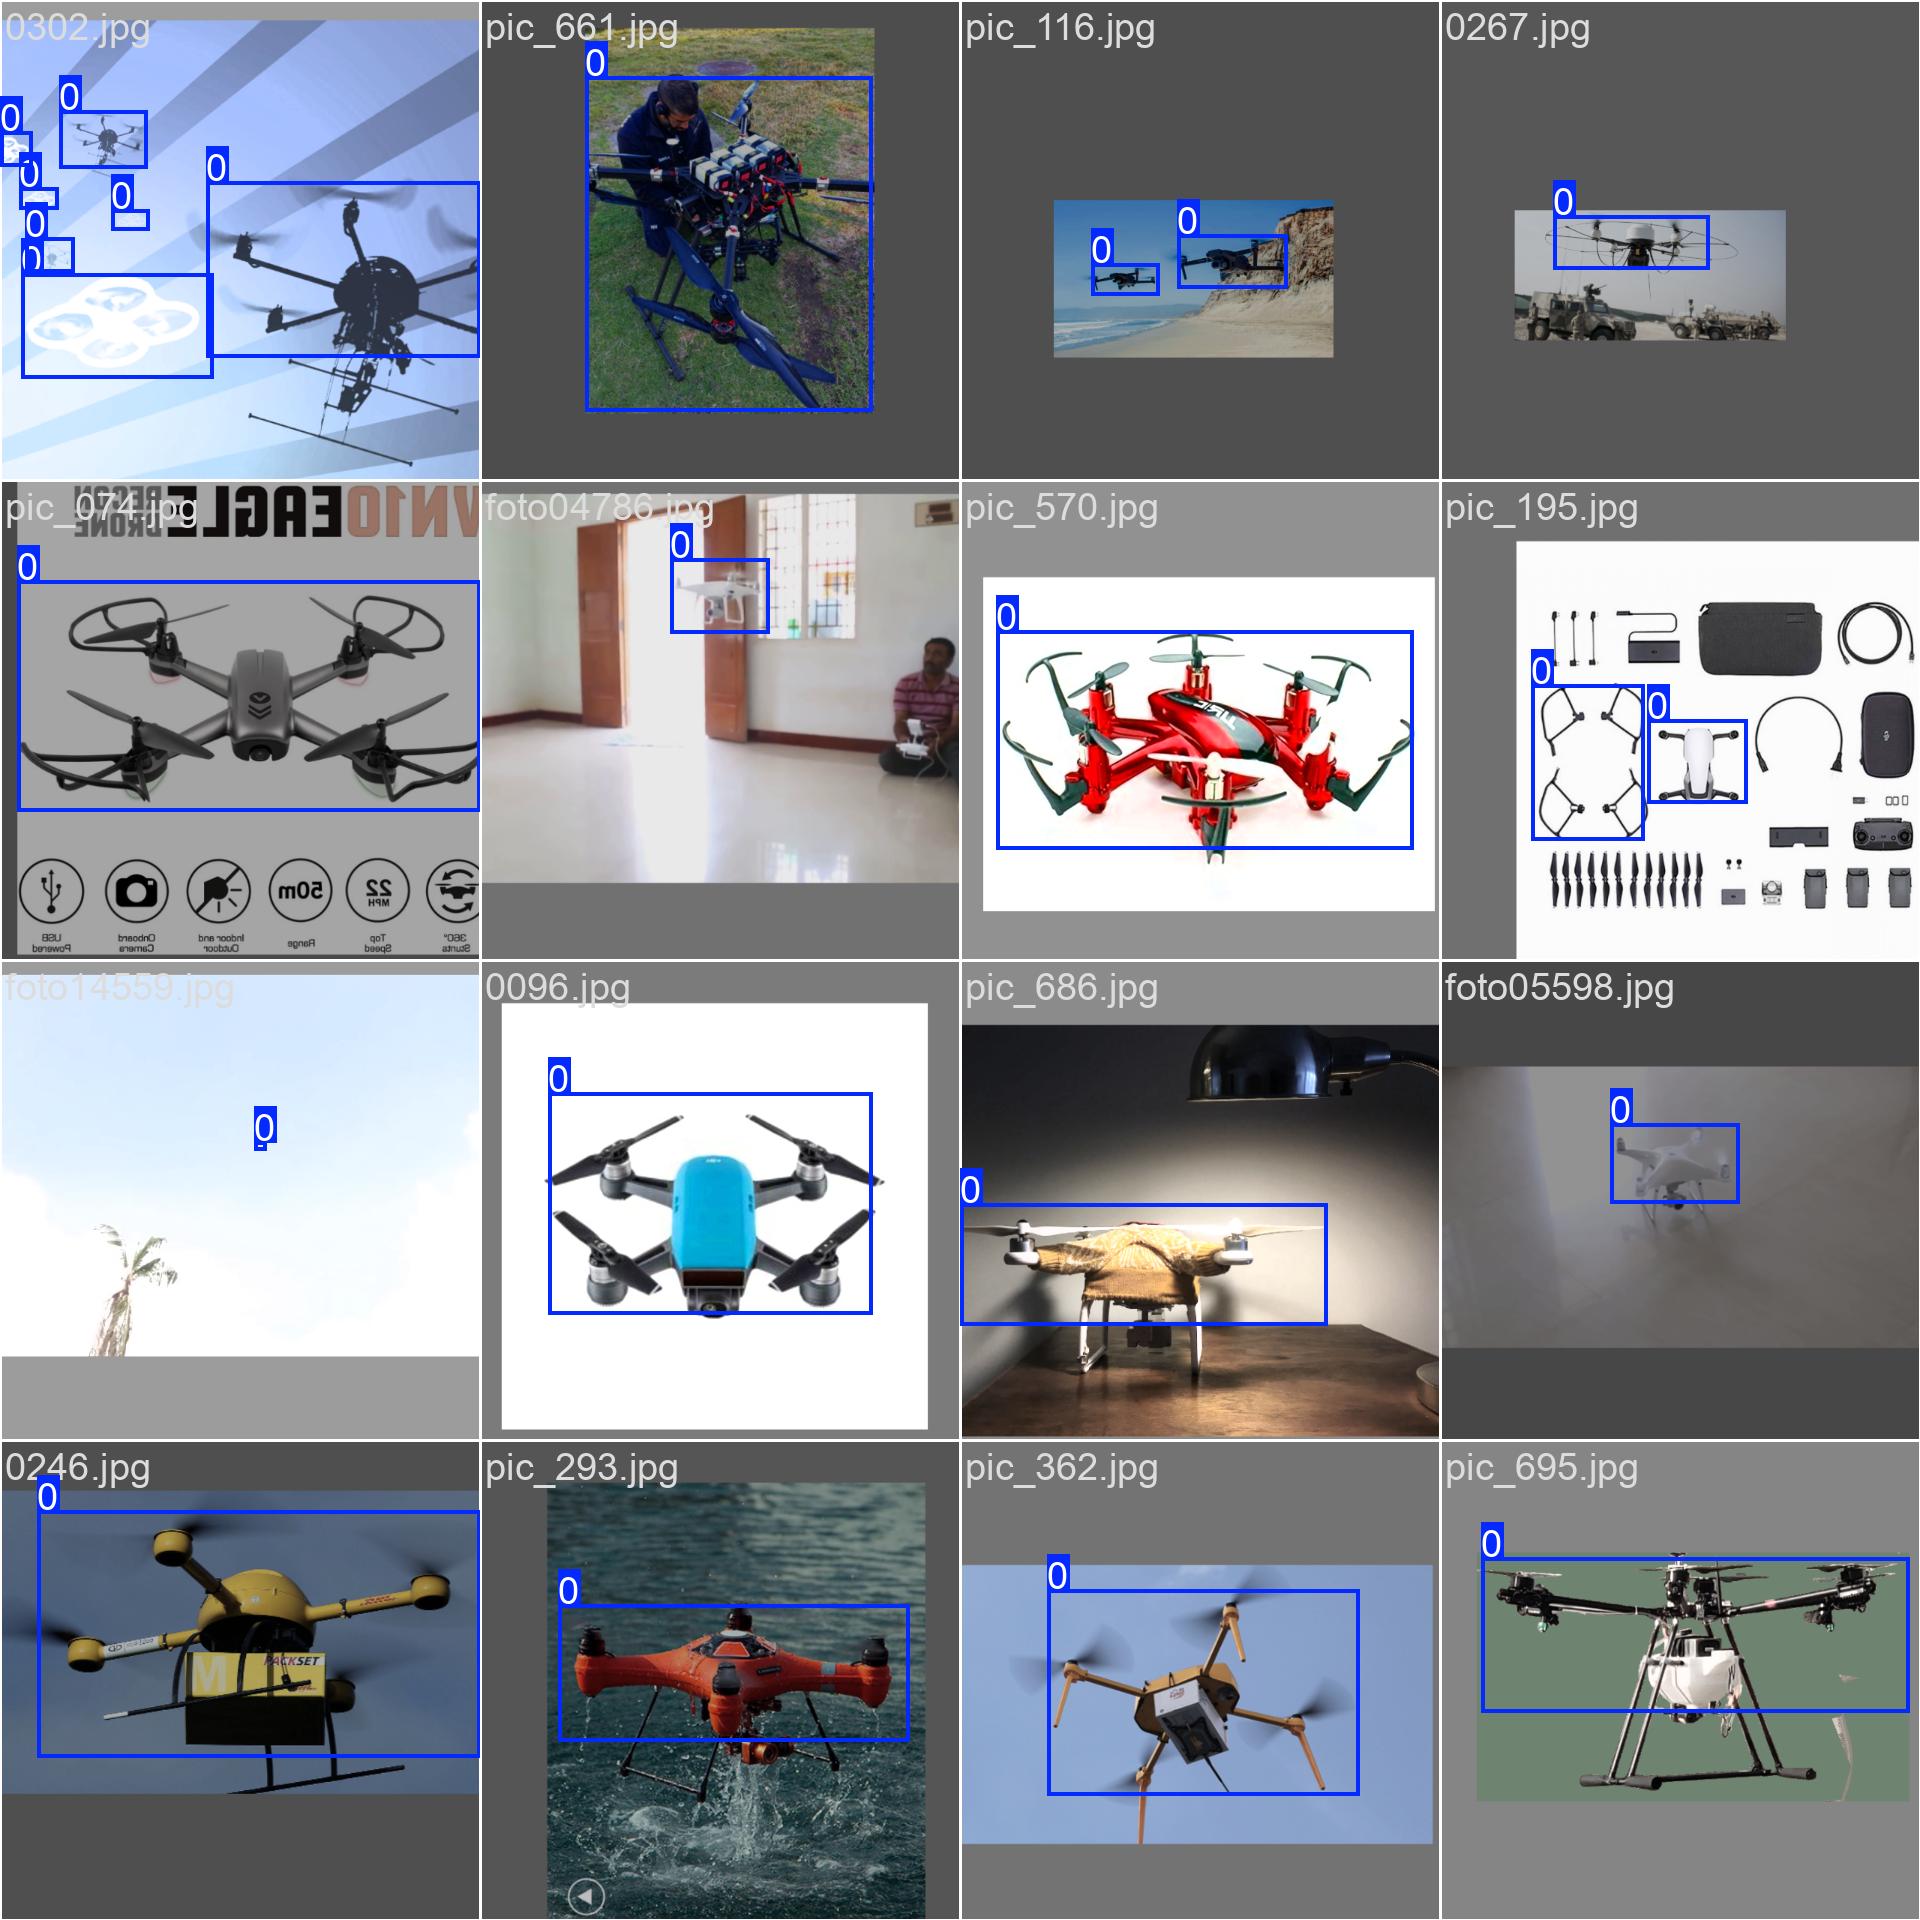 0302.jpg
pic_661.jpg
pic_116.jpg
0267.jpg
0
0
0
0
0
0
0
0
0
0
0
pic_074.jpg
foto04786.jpg
pic_570.jpg
pic_195.jpg
VN10EAGLE RECON DRONE
0
0
0
0
0
50m
22
MPH
USB
Powered
Onboard
Camera
Indoor and
Outdoor
Range
Top
Speed
360°
Stunts
foto14559.jpg
0096.jpg
pic_686.jpg
foto05598.jpg
0
0
0
0
0246.jpg
pic_293.jpg
pic_362.jpg
pic_695.jpg
0
0
0
0
M
PACKSET